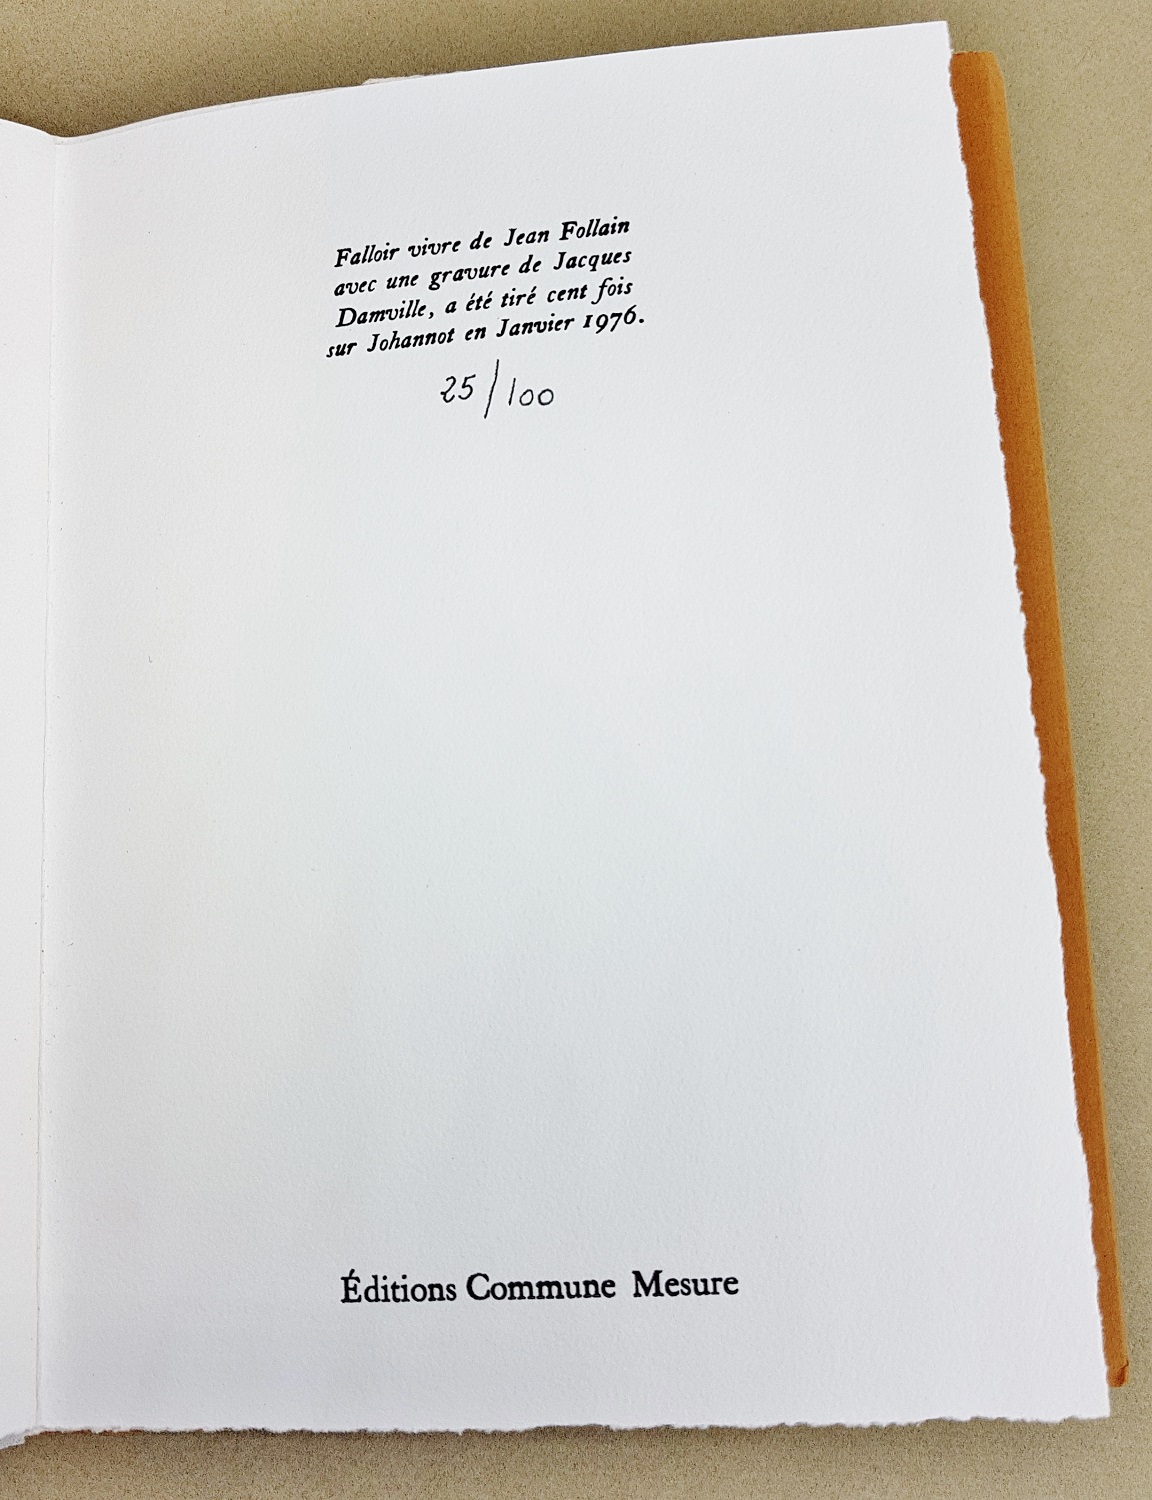 Falloir vivre de Jean Follain
avec une gravure de Jacques
Damville, a été tiré cent fois
sur Johannot en Janvier 1976.
25/100
Éditions Commune Mesure